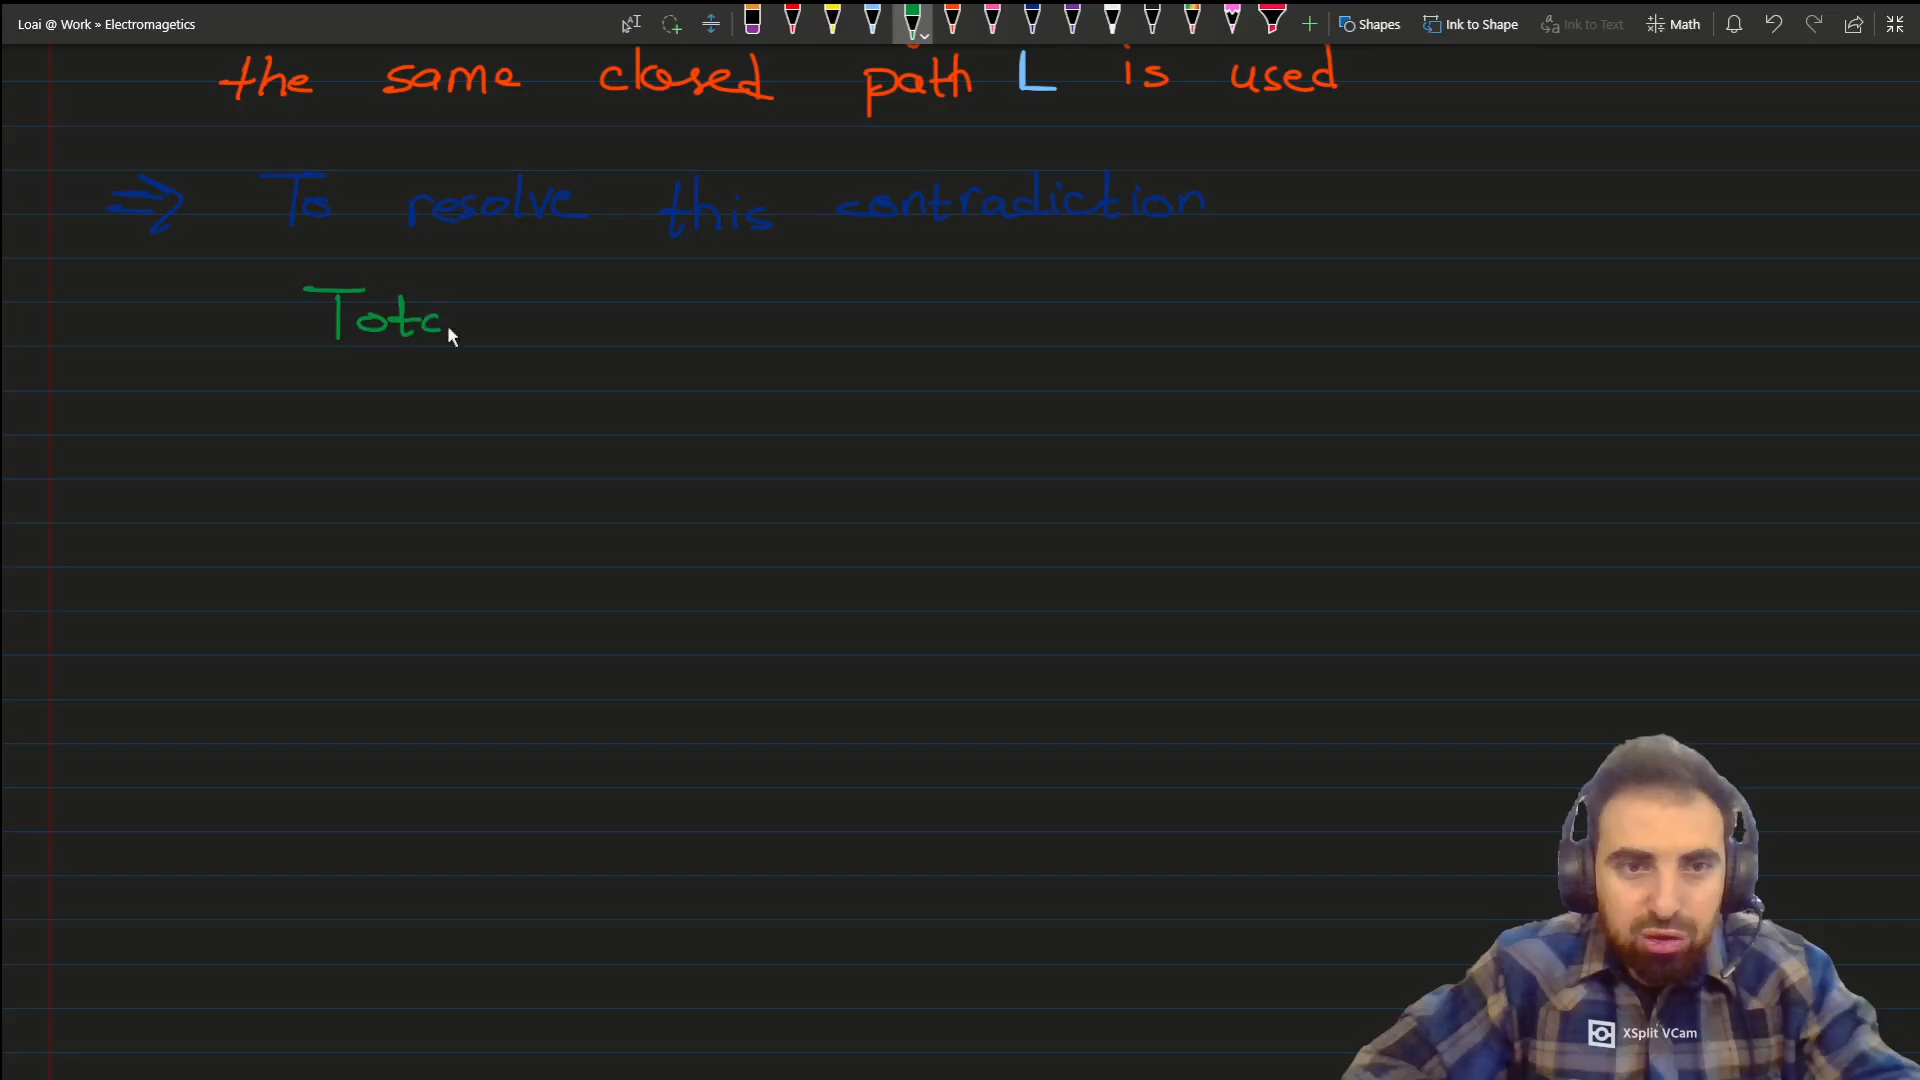 Loai @ Work » Electromagetics Shapes Ink to Shape Ink to Text Math
the same closed path L is used
⇒ To resolve this contradiction
Tota
XSplit VCam